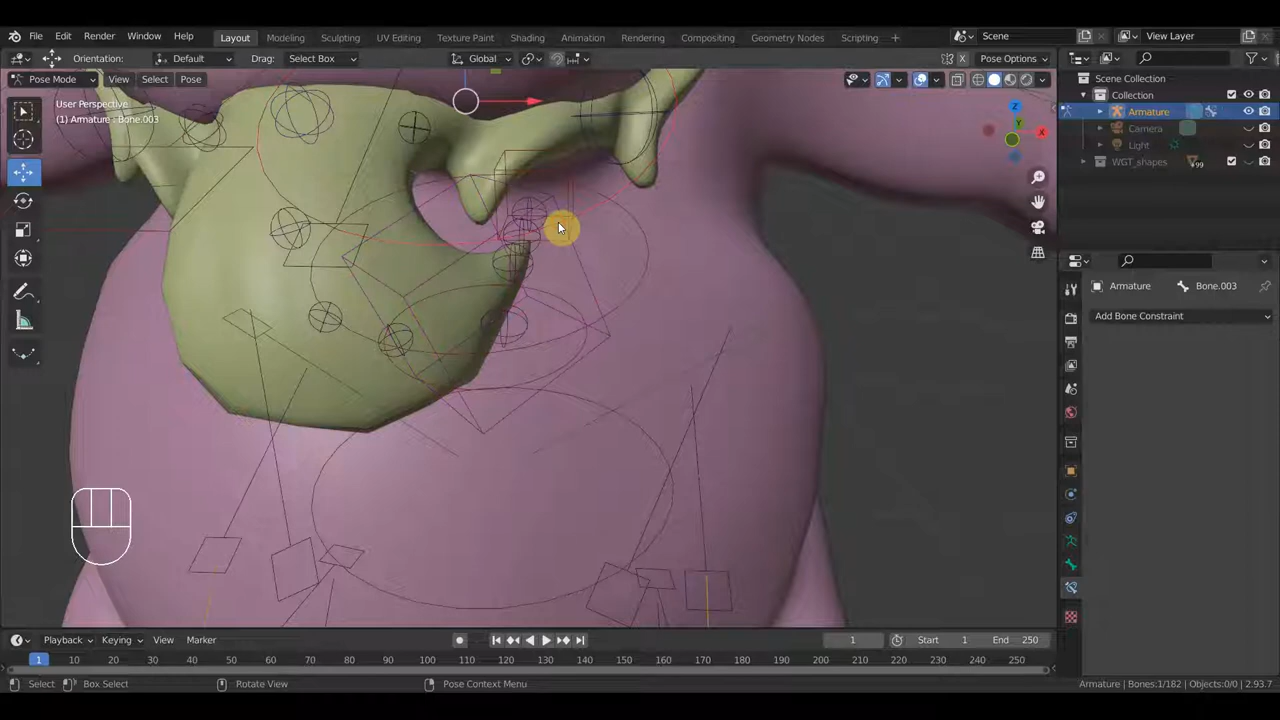 File Edit Render Window Help Layout Modeling Sculpting UV Editing Texture Paint Shading Animation Rendering Compositing Geometry Nodes Scripting Scene View Layer
Orientation: Default Drag: Select Box Global
Pose Mode View Select Pose Pose Options
User Perspective
(1) Armature : Bone.003
Z
Y
X
Scene Collection
Collection
Armature
Camera
Light
WGT_shapes 99
Armature Bone.003
Add Bone Constraint
Playback Keying View Marker 1 Start 1 End 250
1 10 20 30 40 50 60 70 80 90 100 110 120 130 140 150 160 170 180 190 200 210 220 230 240 250
Select Box Select Rotate View Pose Context Menu Armature | Bones:1/182 | Objects:0/0 | 2.93.7